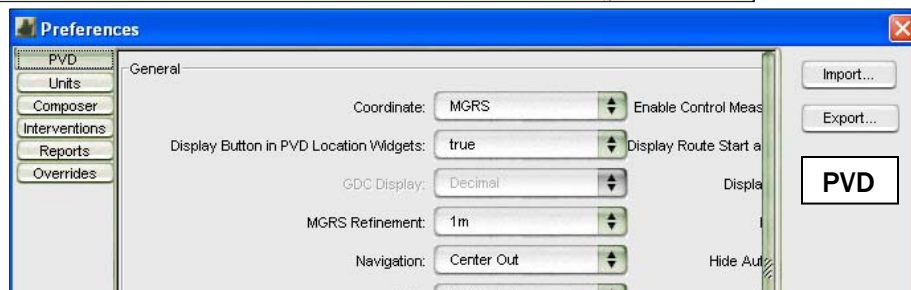 Preferences
PVD
Units
Composer
Interventions
Reports
Overrides
General
Coordinate: MGRS Enable Control Meas
Display Button in PVD Location Widgets: true Display Route Start a
GDC Display: Decimal Displa
MGRS Refinement: 1m
Navigation: Center Out Hide Aut
Import...
Export...
PVD